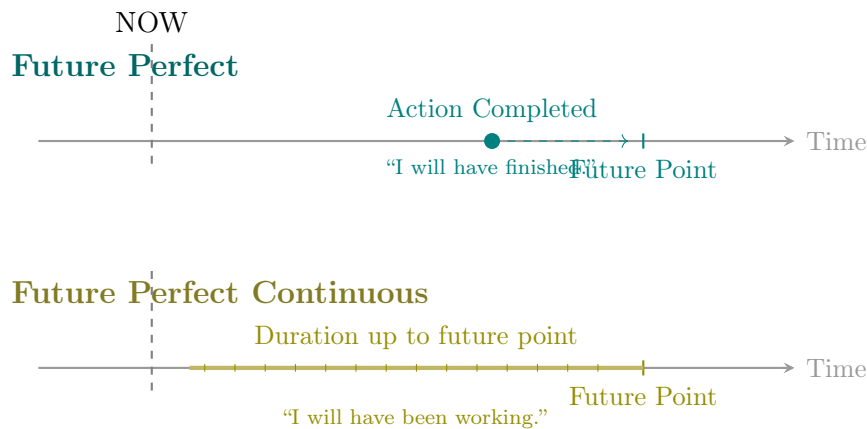 NOW
Future Perfect
Action Completed
Time
“I will have finished.”
Future Point
Future Perfect Continuous
Duration up to future point
Time
Future Point
“I will have been working.”